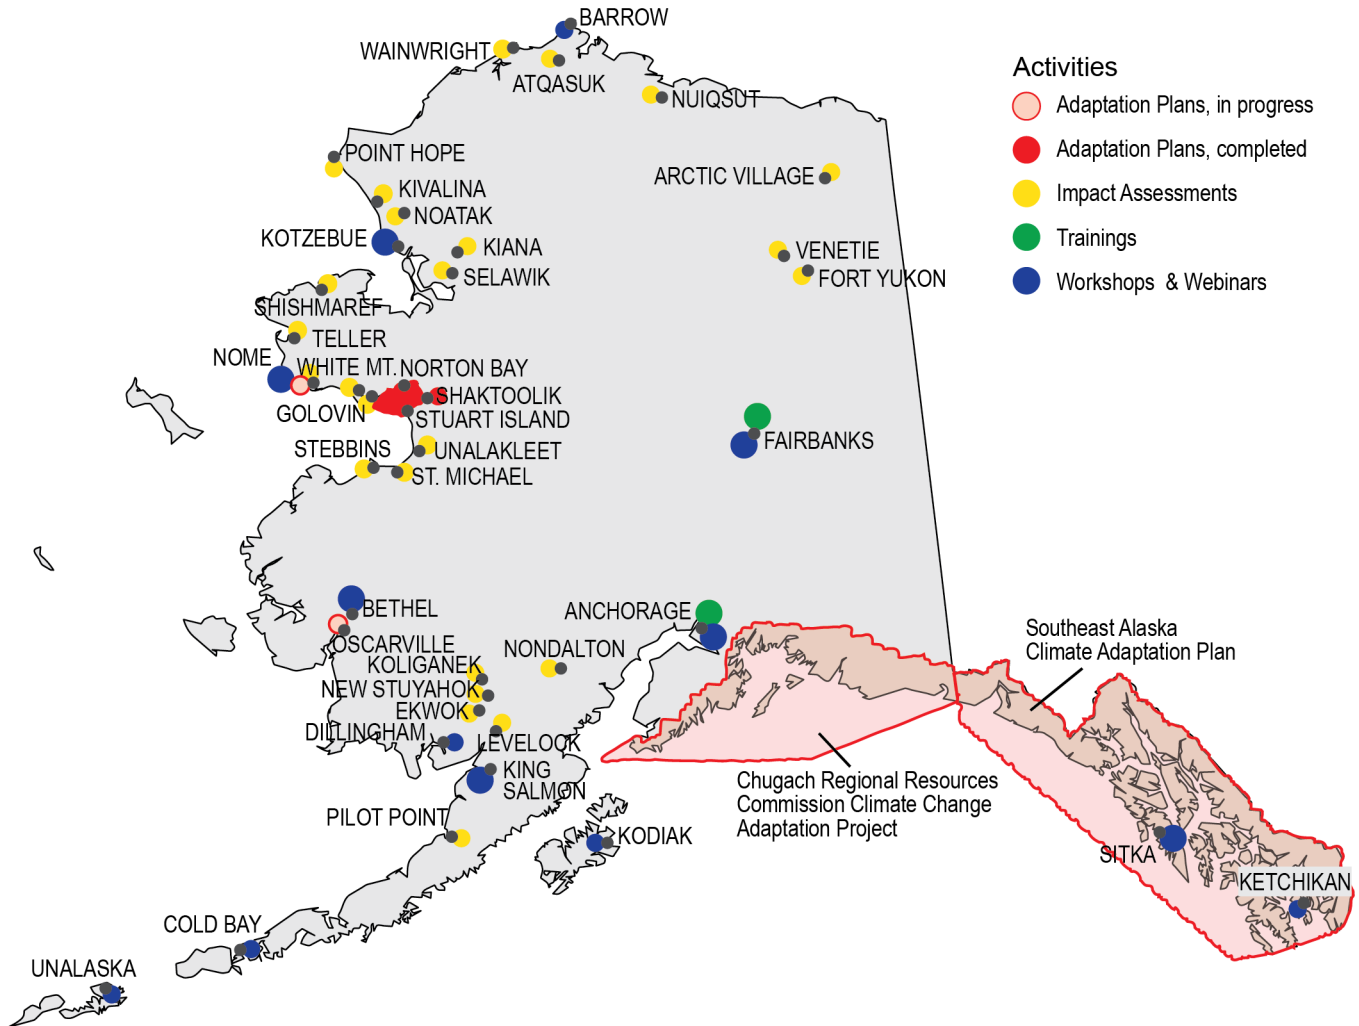 BARROW
WAINWRIGHT
ATQASUK
NUIQSUT
Activities
Adaptation Plans, in progress
Adaptation Plans, completed
Impact Assessments
Trainings
Workshops & Webinars
POINT HOPE
ARCTIC VILLAGE
KIVALINA
NOATAK
KOTZEBUE
KIANA
SELAWIK
VENETIE
FORT YUKON
SHISHMAREF
TELLER
NOME
WHITE MT.
NORTON BAY
SHAKTOOLIK
GOLOVIN
STUART ISLAND
STEBBINS
UNALAKLEET
ST. MICHAEL
FAIRBANKS
BETHEL
ANCHORAGE
OSCARVILLE
NONDALTON
KOLIGANEK
NEW STUYAHOK
EKWOK
DILLINGHAM
LEVELOCK
KING
SALMON
PILOT POINT
KODIAK
COLD BAY
UNALASKA
Southeast Alaska
Climate Adaptation Plan
Chugach Regional Resources
Commission Climate Change
Adaptation Project
SITKA
KETCHIKAN